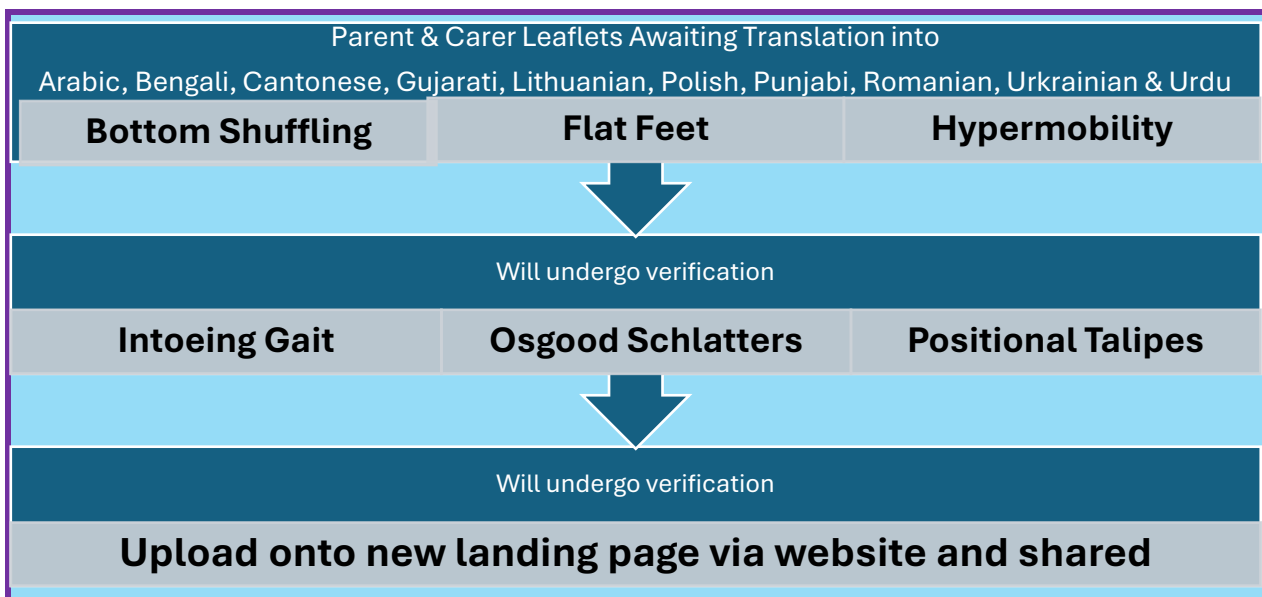 Parent & Carer Leaflets Awaiting Translation into
Arabic, Bengali, Cantonese, Gujarati, Lithuanian, Polish, Punjabi, Romanian, Urkrainian & Urdu
Bottom Shuffling Flat Feet Hypermobility
Will undergo verification
Intoeing Gait Osgood Schlatters Positional Talipes
Will undergo verification
Upload onto new landing page via website and shared